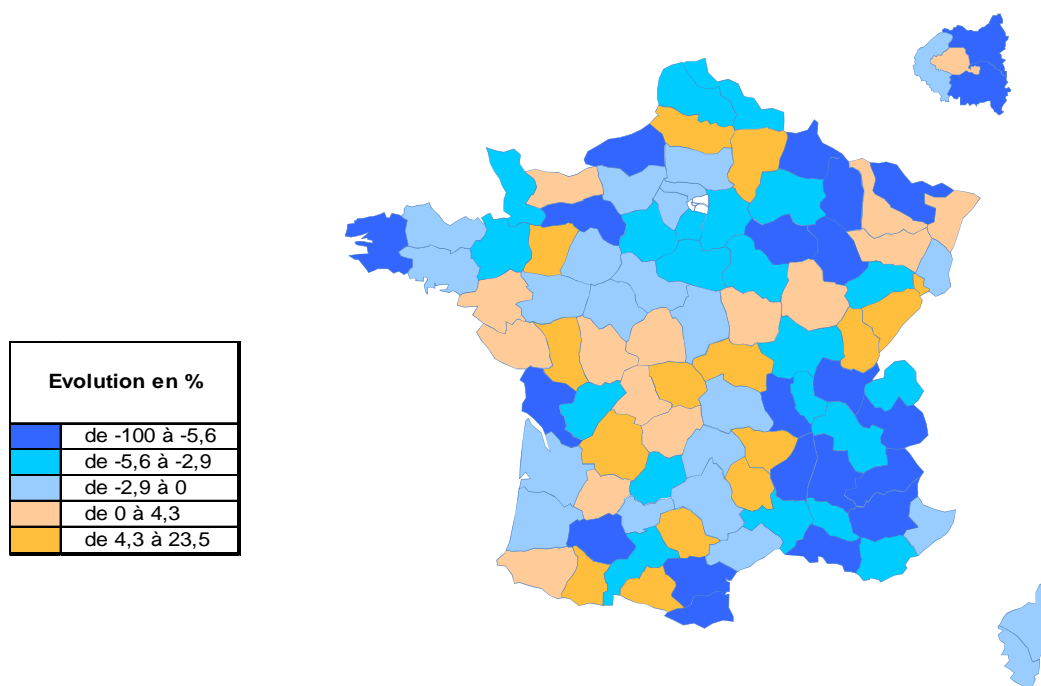 Evolution en %
de -100 à -5,6
de -5,6 à -2,9
de -2,9 à 0
de 0 à 4,3
de 4,3 à 23,5